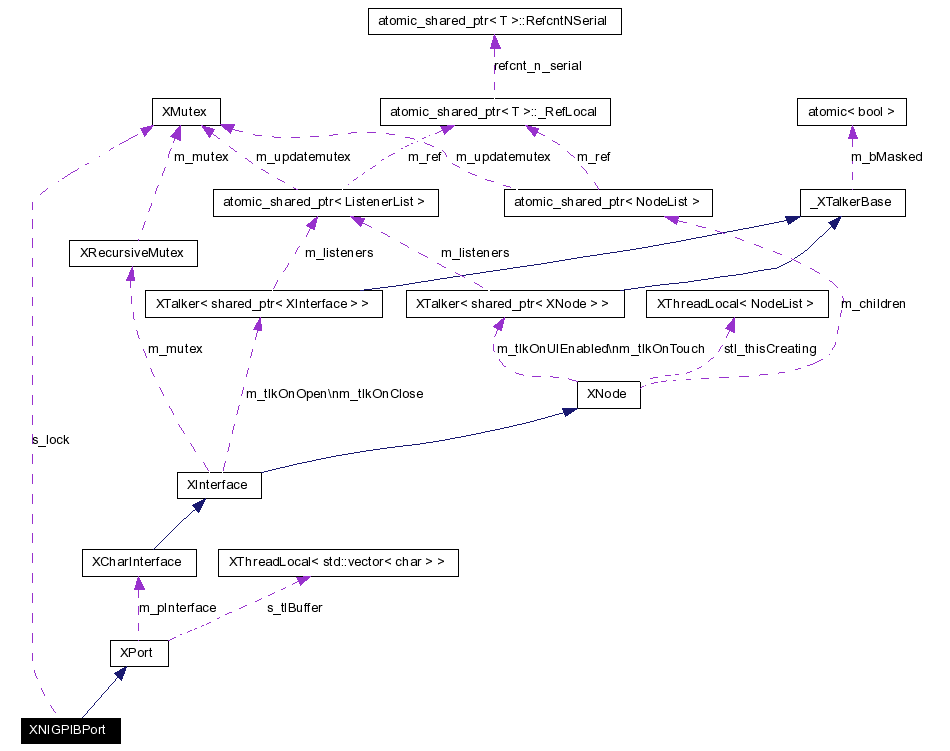 atomic_shared_ptr< T >::RefcntNSerial
refcnt_n_serial
XMutex
atomic_shared_ptr< T >::_RefLocal
atomic< bool >
m_mutex
m_updatemutex
m_ref
m_updatemutex
m_ref
m_bMasked
atomic_shared_ptr< ListenerList >
atomic_shared_ptr< NodeList >
_XTalkerBase
XRecursiveMutex
m_listeners
m_listeners
XTalker< shared_ptr< XInterface > >
XTalker< shared_ptr< XNode > >
XThreadLocal< NodeList >
m_children
m_mutex
m_tlkOnUIEnabled\nm_tlkOnTouch
stl_thisCreating
m_tlkOnOpen\nm_tlkOnClose
XNode
s_lock
XInterface
XCharInterface
XThreadLocal< std::vector< char > >
m_pInterface
s_tlBuffer
XPort
XNIGPIBPort